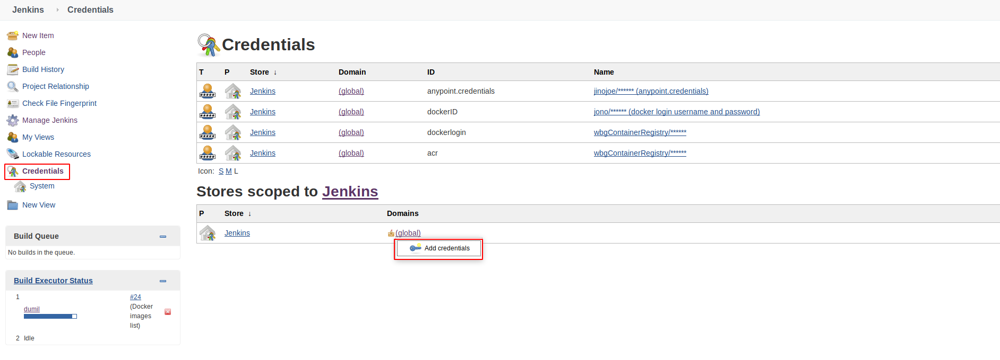 Jenkins Credentials
New Item
People
Build History
Project Relationship
Check File Fingerprint
Manage Jenkins
My Views
Lockable Resources
Credentials
System
New View
Build Queue
No builds in the queue.
Build Executor Status
1
dumil
#24
(Docker
images
list)
2 Idle
Credentials
T P Store ↓ Domain ID Name
***** Jenkins (global) anypoint.credentials jinojoe/****** (anypoint.credentials)
***** Jenkins (global) dockerID jono/****** (docker login username and password)
***** Jenkins (global) dockerlogin wbgContainerRegistry/******
***** Jenkins (global) acr wbgContainerRegistry/******
Icon: S M L
Stores scoped to Jenkins
P Store ↓ Domains
Jenkins (global)
Add credentials